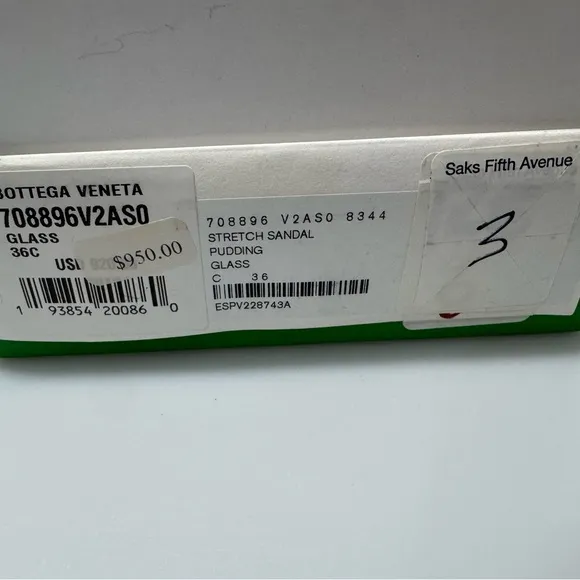 BOTTEGA VENETA
708896V2AS0
GLASS
36C
USD
$950.00
1 93854 20086 0
708896 V2AS0 8344
STRETCH SANDAL
PUDDING
GLASS
C 36
ESPV228743A
Saks Fifth Avenue
3